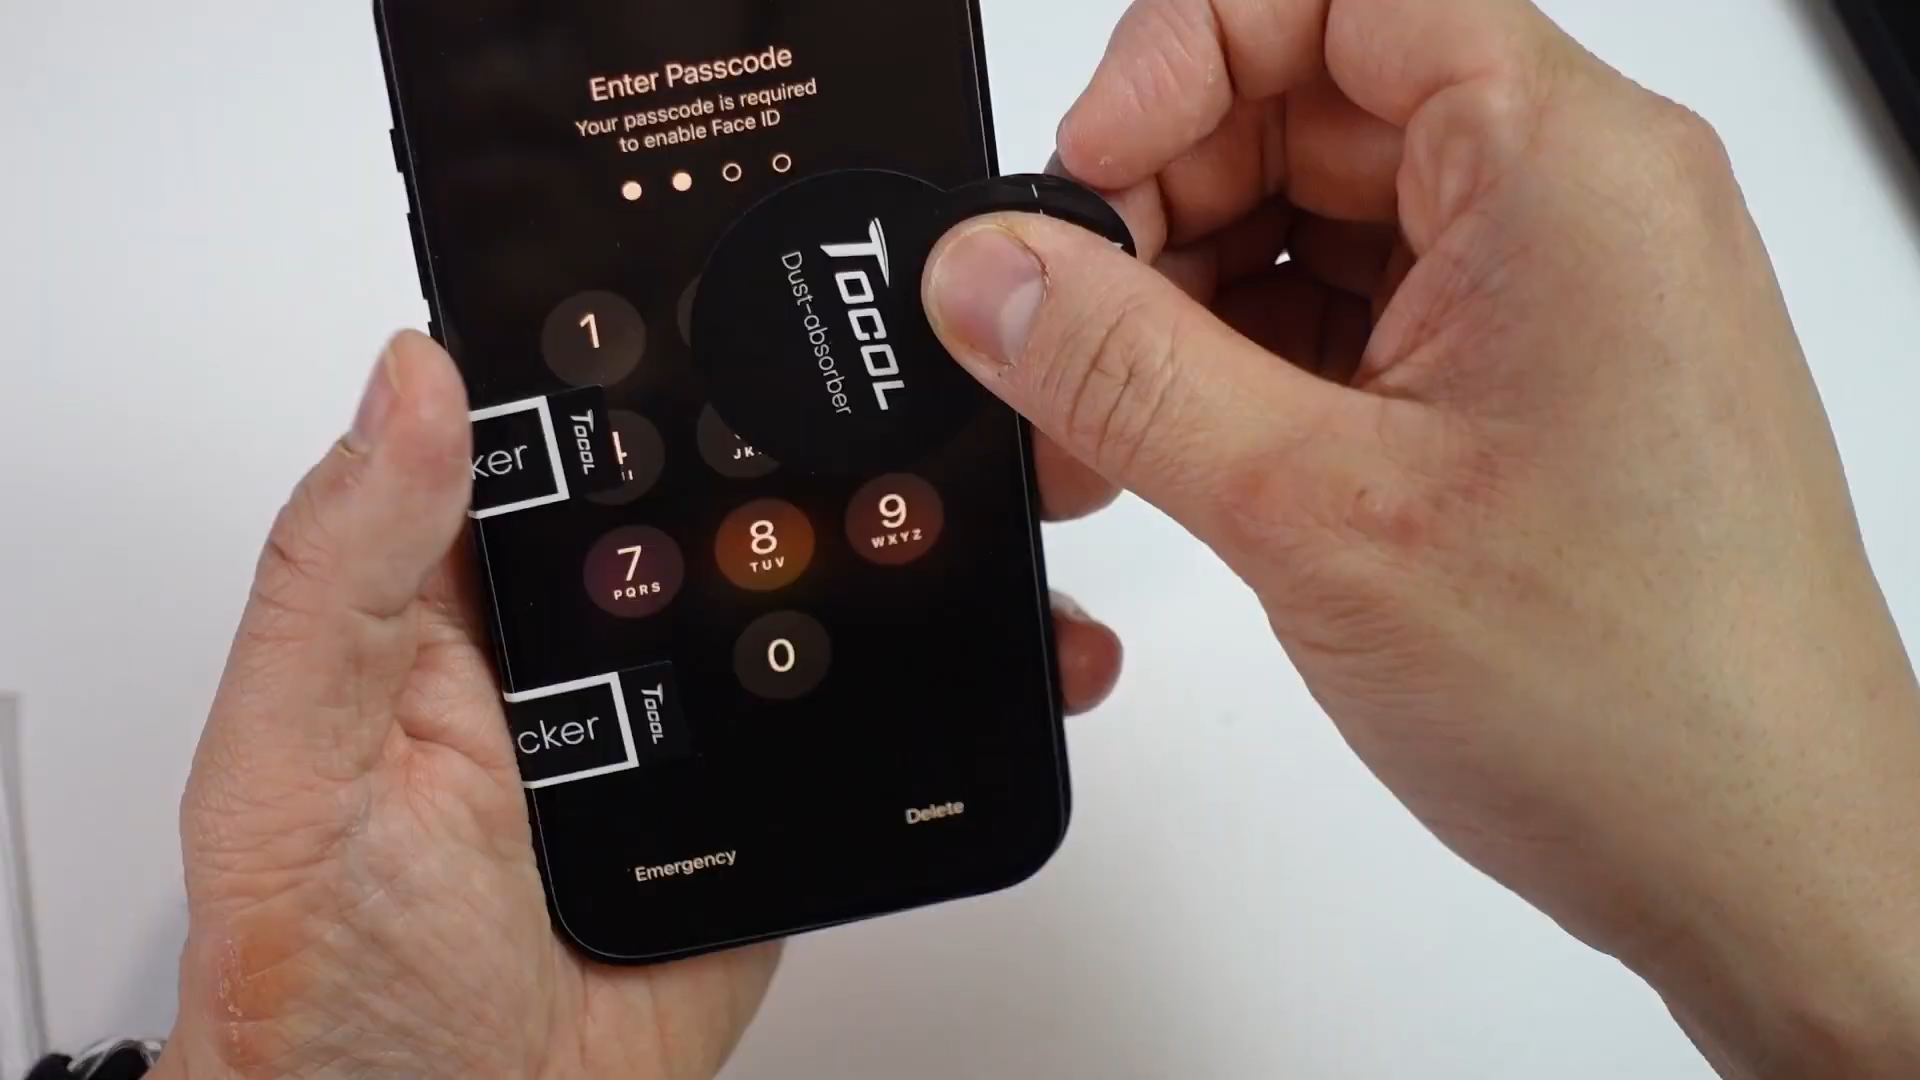 Enter Passcode
Your passcode is required
to enable Face ID
1
TOCOL
Dust-absorber
ker
TOCOL
7
PQRS
8
TUV
9
WXYZ
0
cker
TOCOL
Delete
Emergency